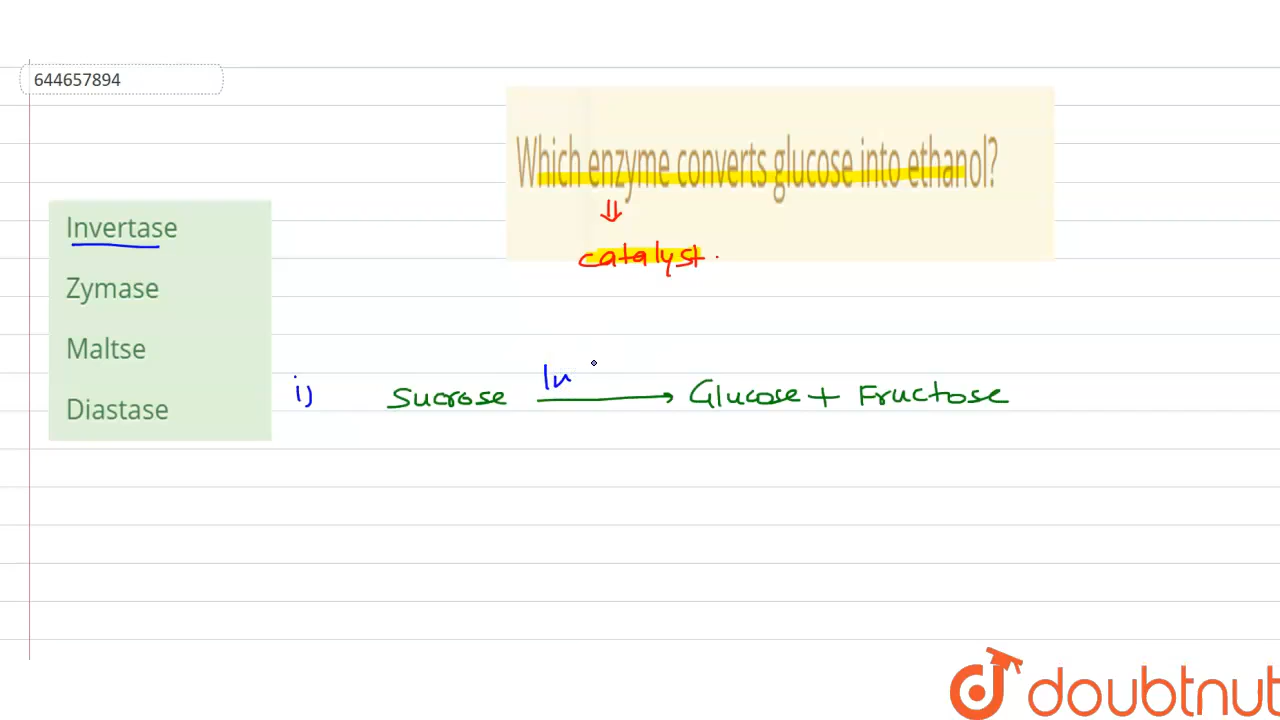 644657894
Which enzyme converts glucose into ethanol?
⇓
catalyst.
Invertase
Zymase
Maltse
Diastase
i) Sucrose In → Glucose + Fructose
doubtnut